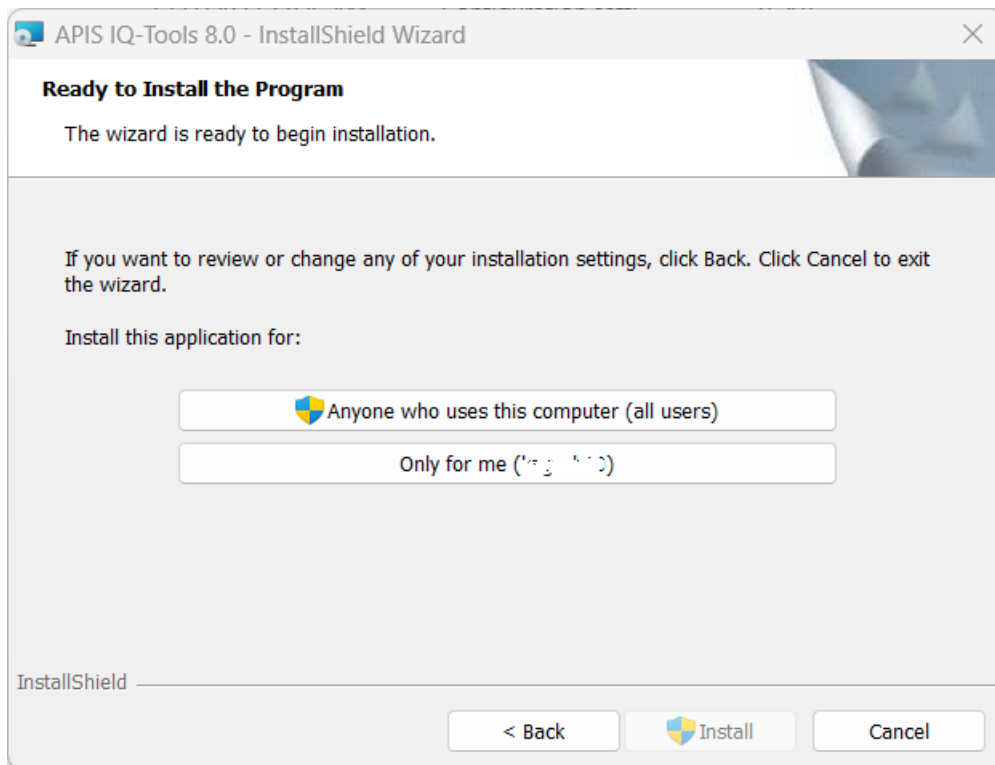 APIS IQ-Tools 8.0 - InstallShield Wizard
Ready to Install the Program
The wizard is ready to begin installation.
If you want to review or change any of your installation settings, click Back. Click Cancel to exit
the wizard.
Install this application for:
Anyone who uses this computer (all users)
Only for me (
InstallShield
< Back
Install
Cancel